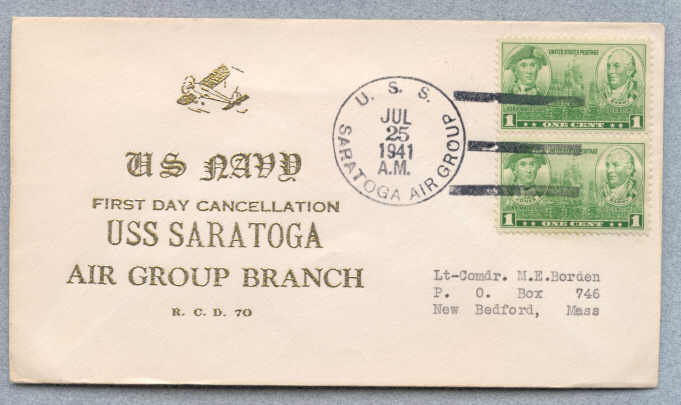 US NAVY
FIRST DAY CANCELLATION
USS SARATOGA
AIR GROUP BRANCH
R. C. D. 70
U. S. S.
SARATOGA AIR GROUP
JUL
25
1941
A.M.
UNITED STATES POSTAGE
1 ONE CENT 1
1 ONE CENT 1
Lt-Comdr. M.E.Borden
P. O. Box 746
New Bedford, Mass